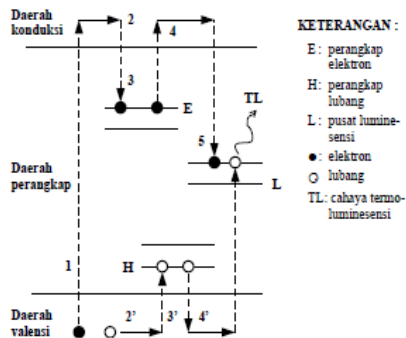 Daerah
konduksi
2
4
3
E
TL
5
Daerah
perangkap
L
1
H
Daerah
valensi
2’
3’
4’
KETERANGAN :
E : perangkap
elektron
H : perangkap
lubang
L : pusat lumine-
sensi
● : elektron
○ lubang
TL: cahaya termo-
luminesensi